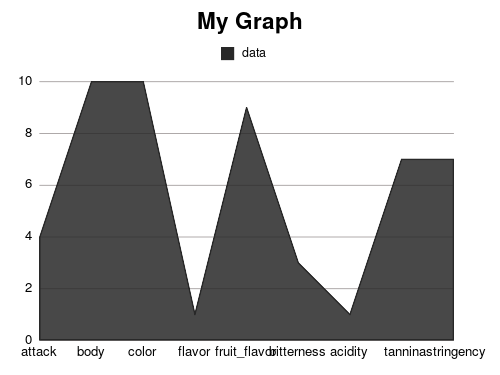 My Graph
data
10
8
6
4
2
0
attack body color flavor fruit_flavor bitterness acidity tannin astringency